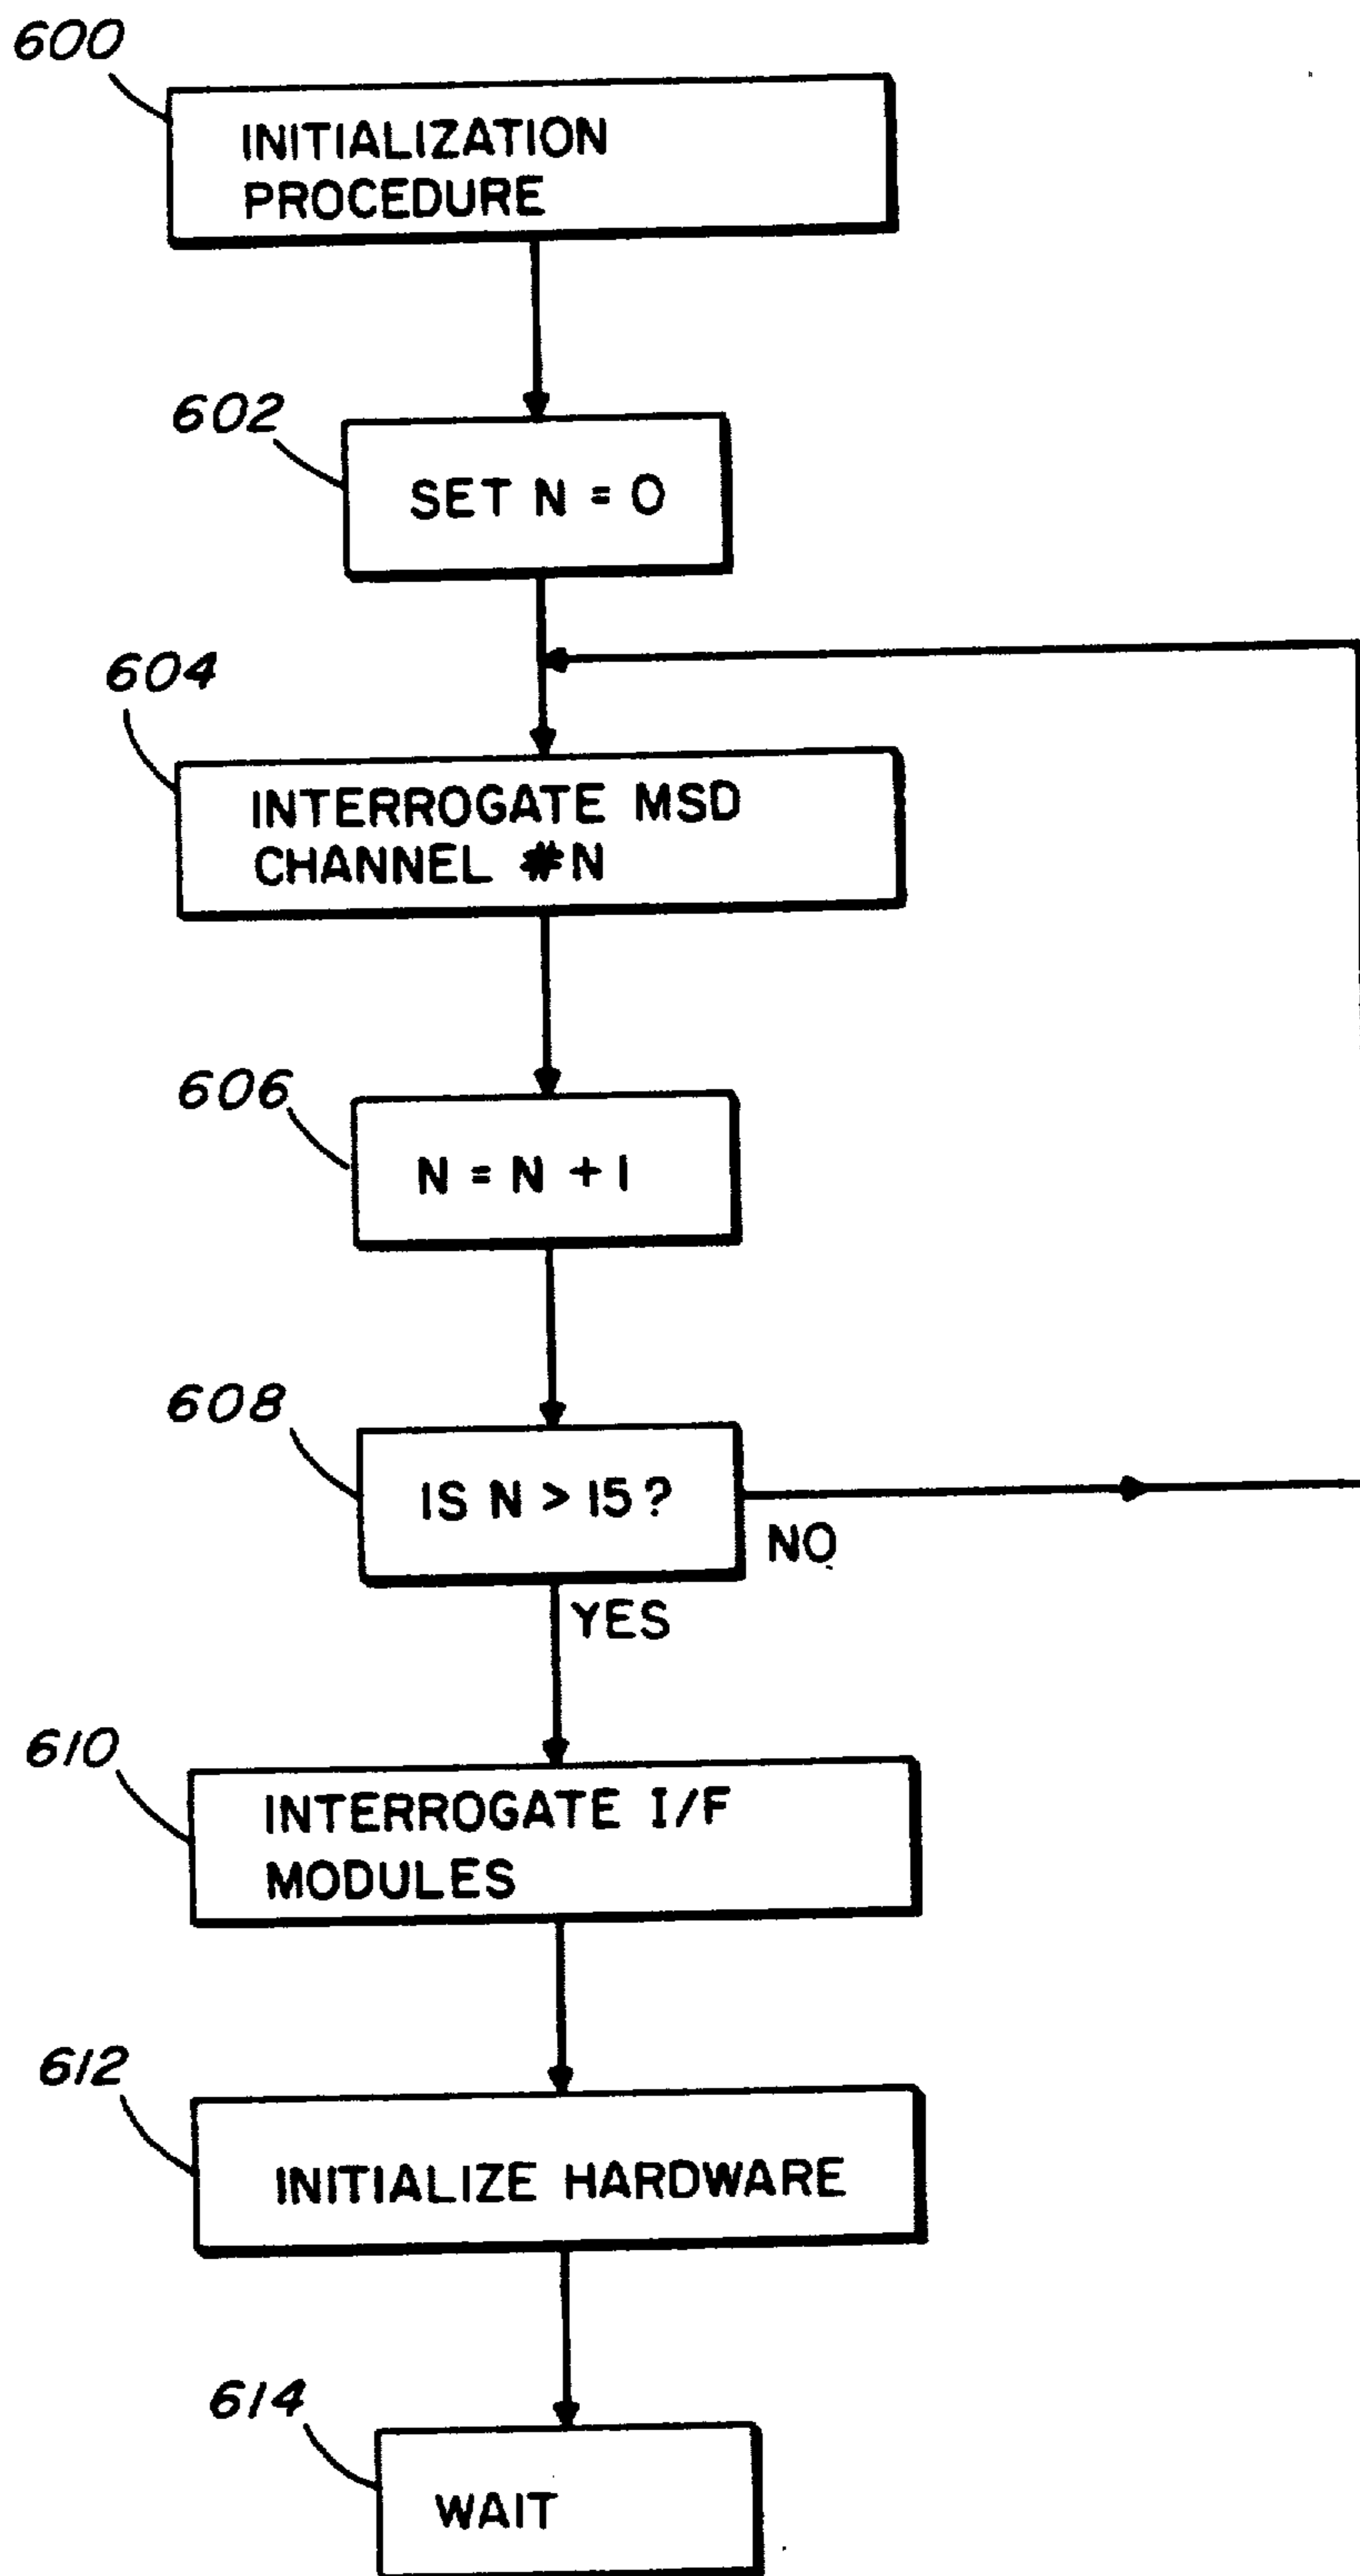 600
INITIALIZATION
PROCEDURE
602
SET N = 0
604
INTERROGATE MSD
CHANNEL #N
606
N = N + 1
608
IS N > 15?
NO
YES
610
INTERROGATE I/F
MODULES
612
INITIALIZE HARDWARE
614
WAIT